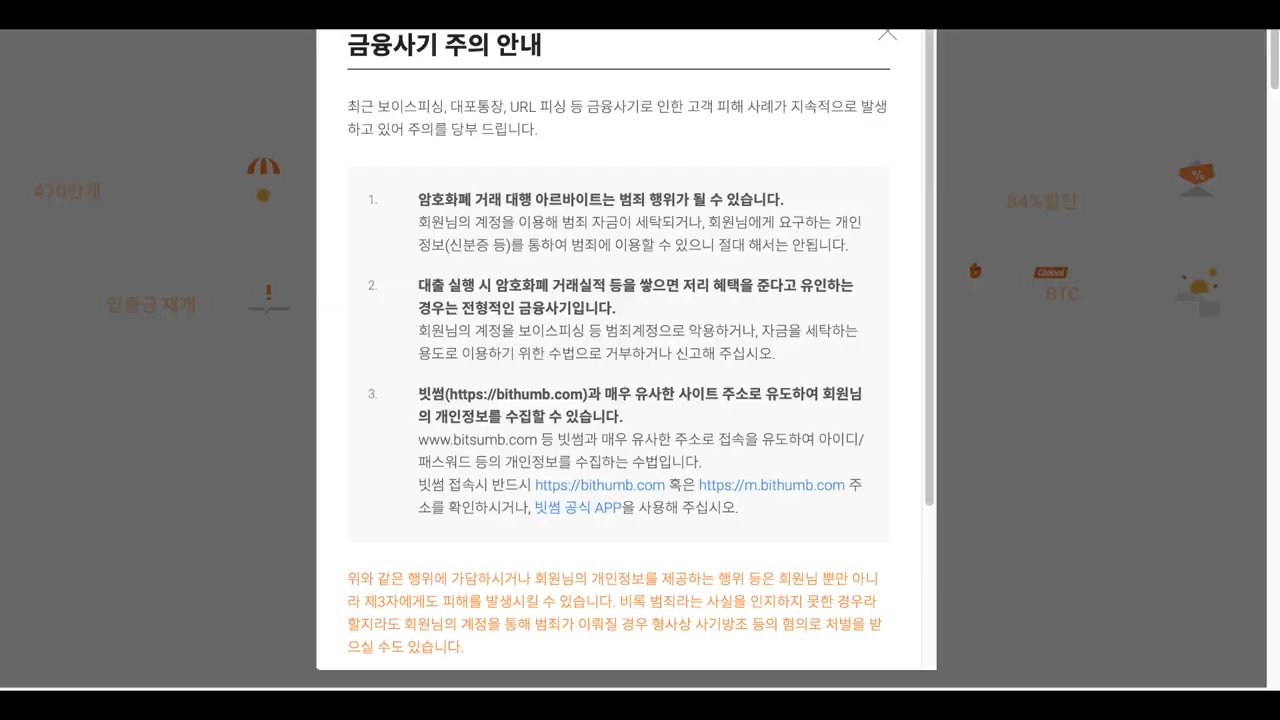 금융사기 주의 안내
최근 보이스피싱, 대포통장, URL 피싱 등 금융사기로 인한 고객 피해 사례가 지속적으로 발생
하고 있어 주의를 당부 드립니다.
1. 암호화폐 거래 대행 아르바이트는 범죄 행위가 될 수 있습니다.
회원님의 계정을 이용해 범죄 자금이 세탁되거나, 회원님에게 요구하는 개인
정보(신분증 등)를 통하여 범죄에 이용할 수 있으니 절대 해서는 안됩니다.
2. 대출 실행 시 암호화폐 거래실적 등을 쌓으면 저리 혜택을 준다고 유인하는
경우는 전형적인 금융사기입니다.
회원님의 계정을 보이스피싱 등 범죄계정으로 악용하거나, 자금을 세탁하는
용도로 이용하기 위한 수법으로 거부하거나 신고해 주십시오.
3. 빗썸(https://bithumb.com)과 매우 유사한 사이트 주소로 유도하여 회원님
의 개인정보를 수집할 수 있습니다.
www.bitsumb.com 등 빗썸과 매우 유사한 주소로 접속을 유도하여 아이디/
패스워드 등의 개인정보를 수집하는 수법입니다.
빗썸 접속시 반드시 https://bithumb.com 혹은 https://m.bithumb.com 주
소를 확인하시거나, 빗썸 공식 APP을 사용해 주십시오.
위와 같은 행위에 가담하시거나 회원님의 개인정보를 제공하는 행위 등은 회원님 뿐만 아니
라 제3자에게도 피해를 발생시킬 수 있습니다. 비록 범죄라는 사실을 인지하지 못한 경우라
할지라도 회원님의 계정을 통해 범죄가 이뤄질 경우 형사상 사기방조 등의 혐의로 처벌을 받
으실 수도 있습니다.
470만개
입출금 재개
84%할인
Global
BTC